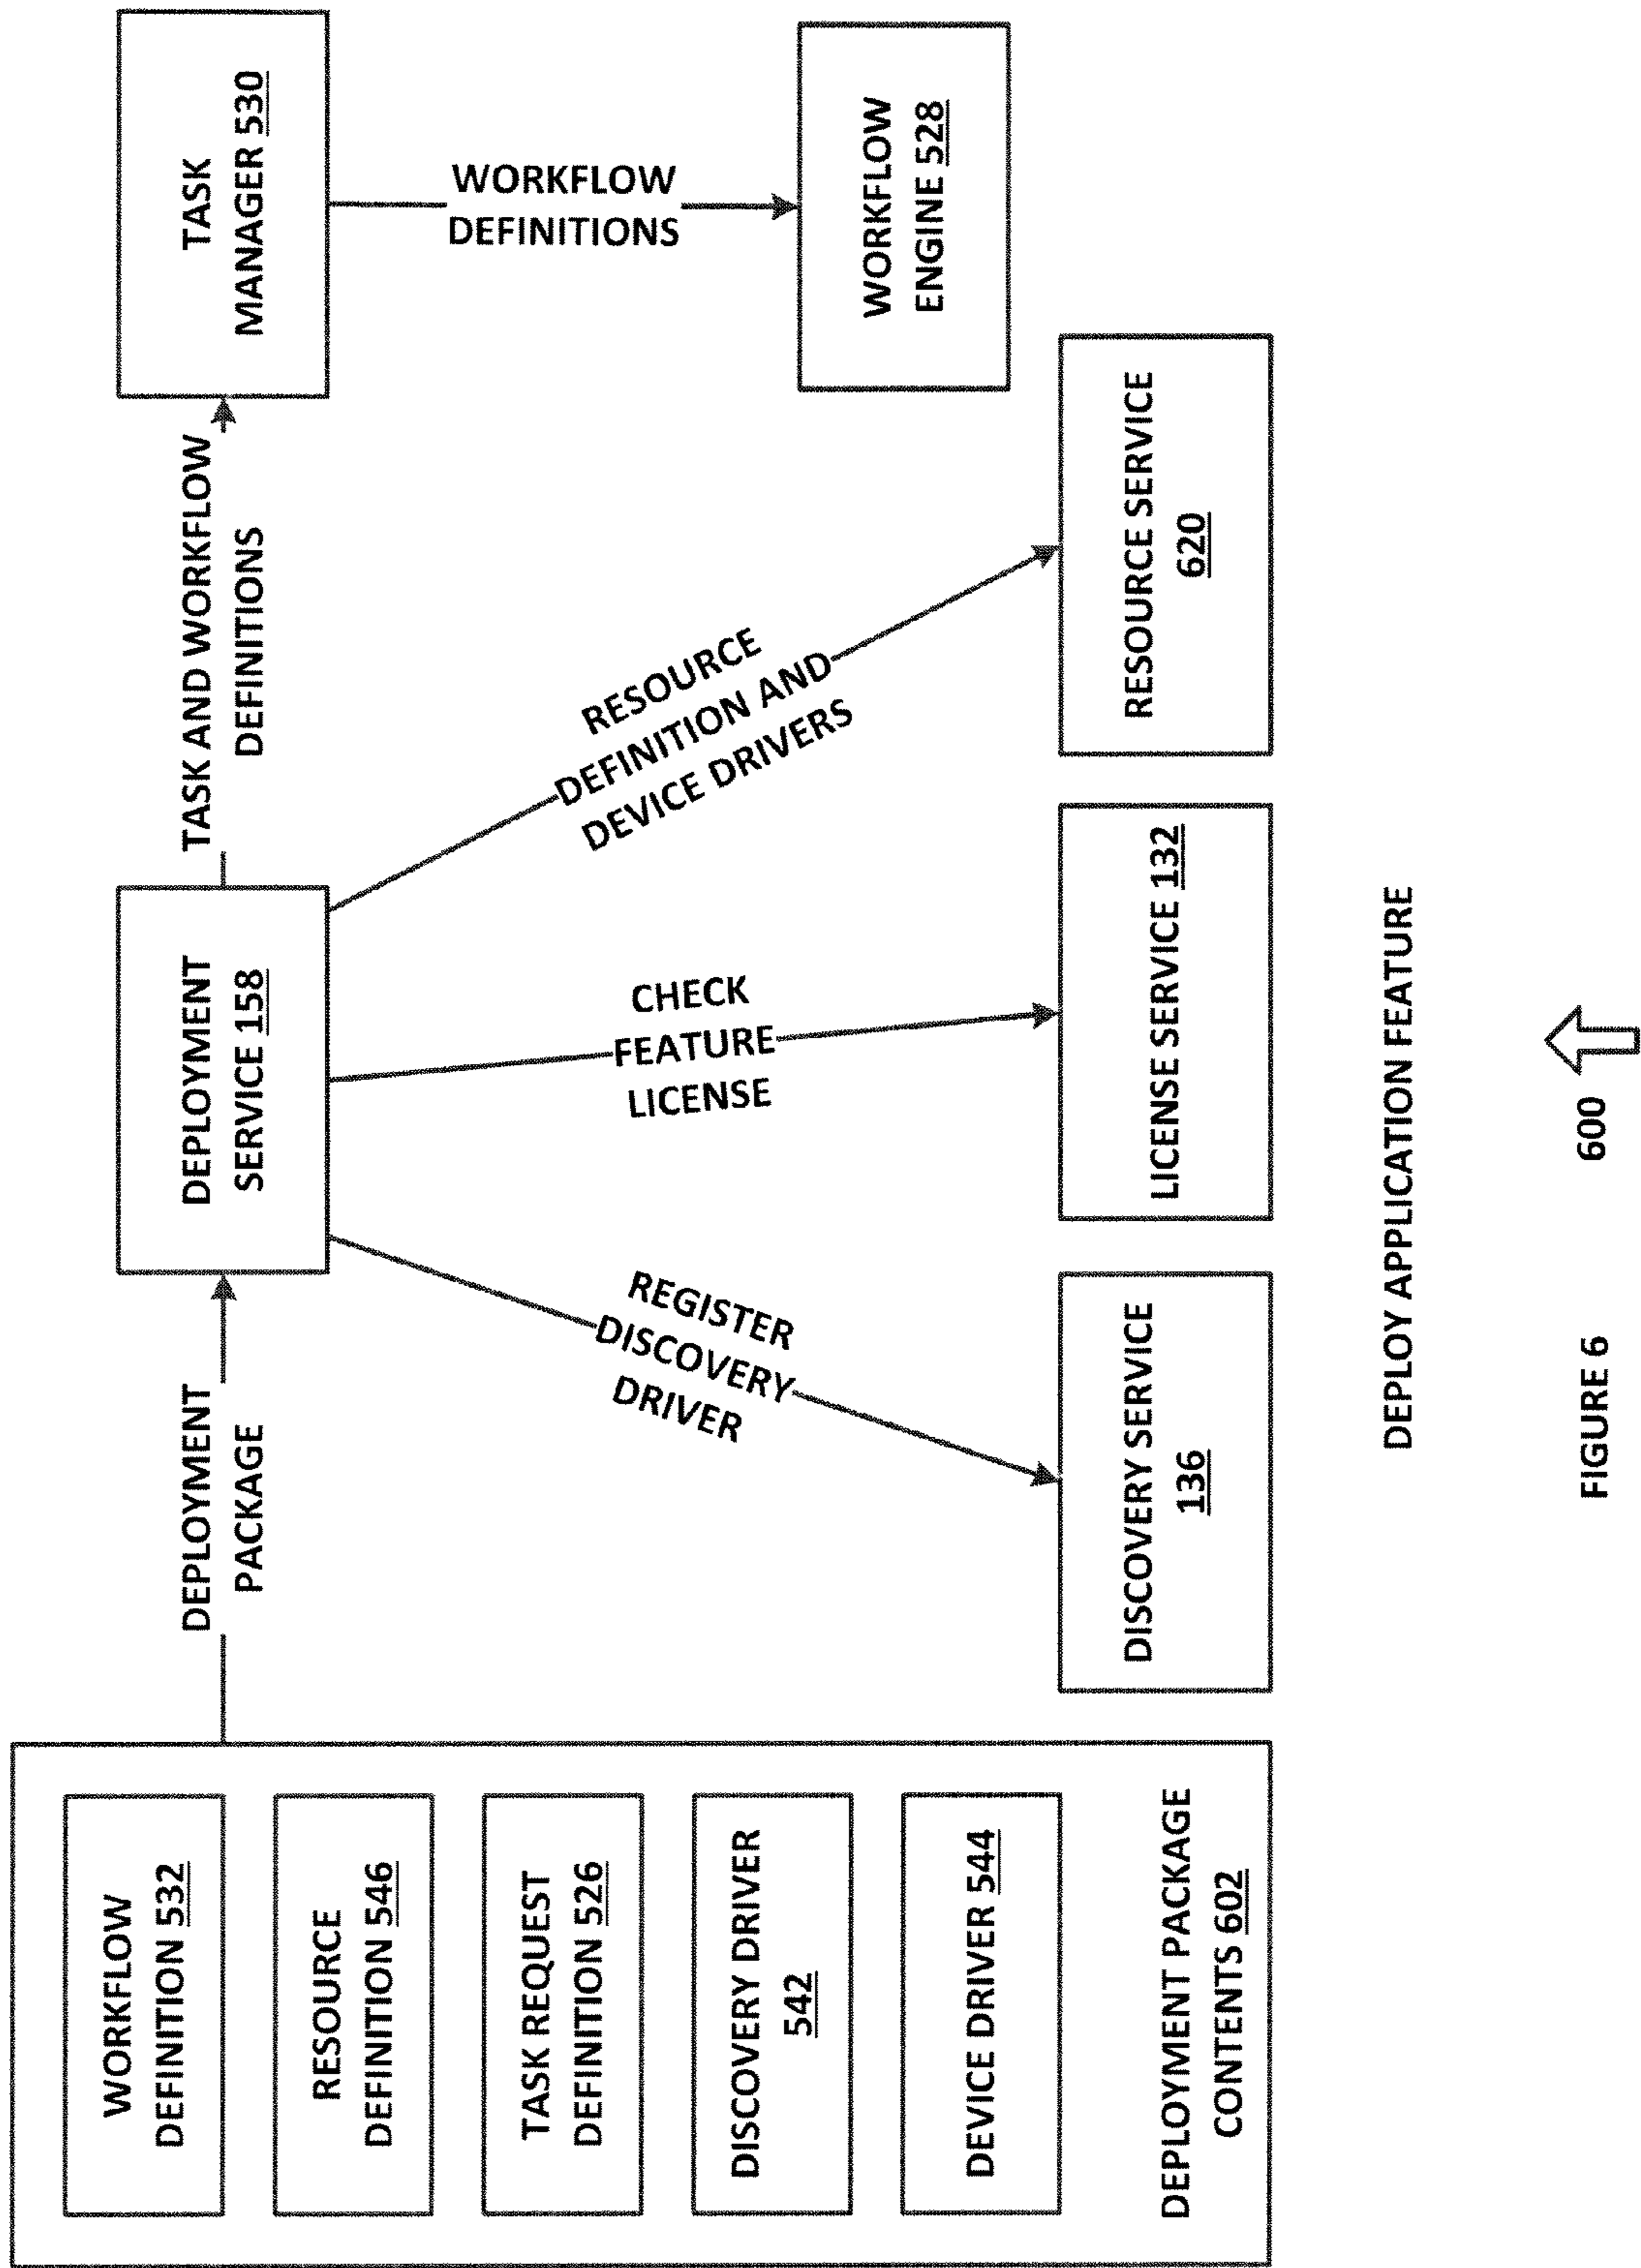 WORKFLOW
DEFINITION 532
RESOURCE
DEFINITION 546
TASK REQUEST
DEFINITION 526
DISCOVERY DRIVER
542
DEVICE DRIVER 544
DEPLOYMENT PACKAGE
CONTENTS 602
DEPLOYMENT
PACKAGE
DEPLOYMENT
SERVICE 158
TASK AND WORKFLOW
DEFINITIONS
TASK
MANAGER 530
WORKFLOW
DEFINITIONS
WORKFLOW
ENGINE 528
REGISTER
DISCOVERY
DRIVER
CHECK
FEATURE
LICENSE
RESOURCE
DEFINITION AND
DEVICE DRIVERS
DISCOVERY SERVICE
136
LICENSE SERVICE 132
RESOURCE SERVICE
620
DEPLOY APPLICATION FEATURE
FIGURE 6
600